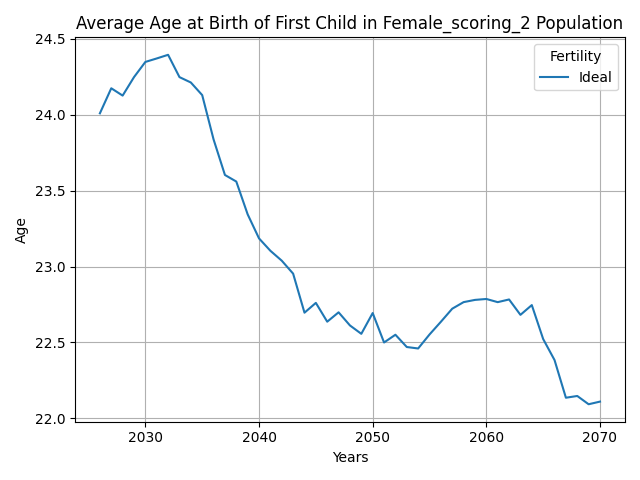 Average Age at Birth of First Child in Female_scoring_2 Population
Fertility
Ideal
24.5
24.0
23.5
23.0
22.5
22.0
Age
2030 2040 2050 2060 2070
Years